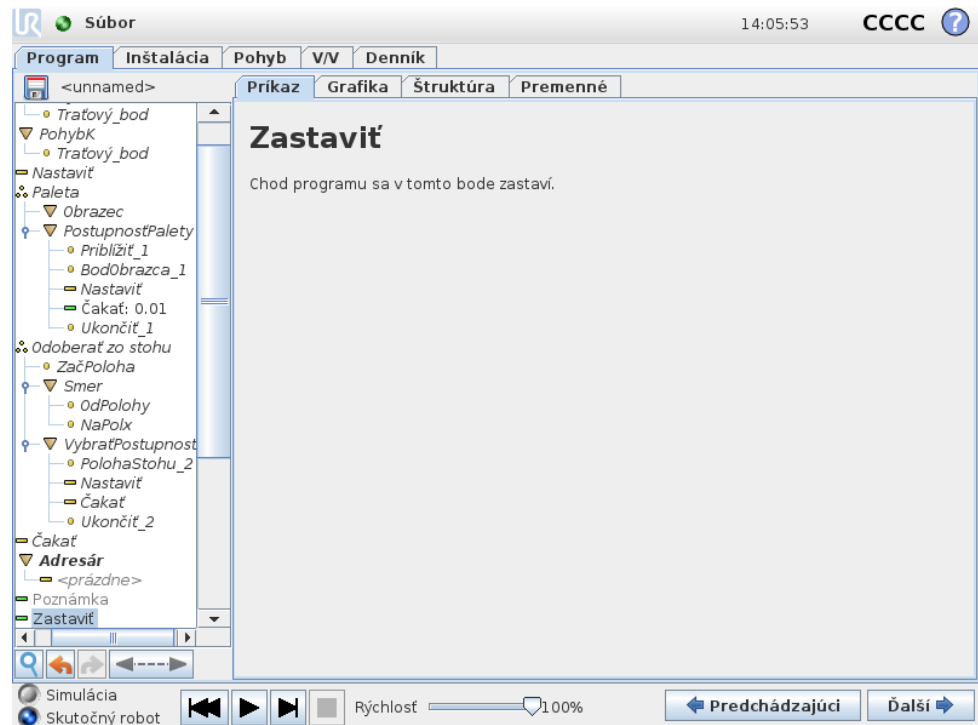 UR Súbor 14:05:53 CCCC ?
Program Inštalácia Pohyb V/V Denník
<unnamed> Príkaz Grafika Štruktúra Premenné
Traťový_bod
PohybK
Traťový_bod
Nastaviť
Paleta
Obrazec
PostupnosťPalety
Priblížiť_1
BodObrazca_1
Nastaviť
Čakať: 0.01
Ukončiť_1
Odoberať zo stohu
ZačPoloha
Smer
OdPolohy
NaPolx
VybraťPostupnosť
PolohaStohu_2
Nastaviť
Čakať
Ukončiť_2
Čakať
Adresár
<prázdne>
Poznámka
Zastaviť
Zastaviť
Chod programu sa v tomto bode zastaví.
Simulácia
Skutočný robot
Rýchlosť 100%
Predchádzajúci Ďalší